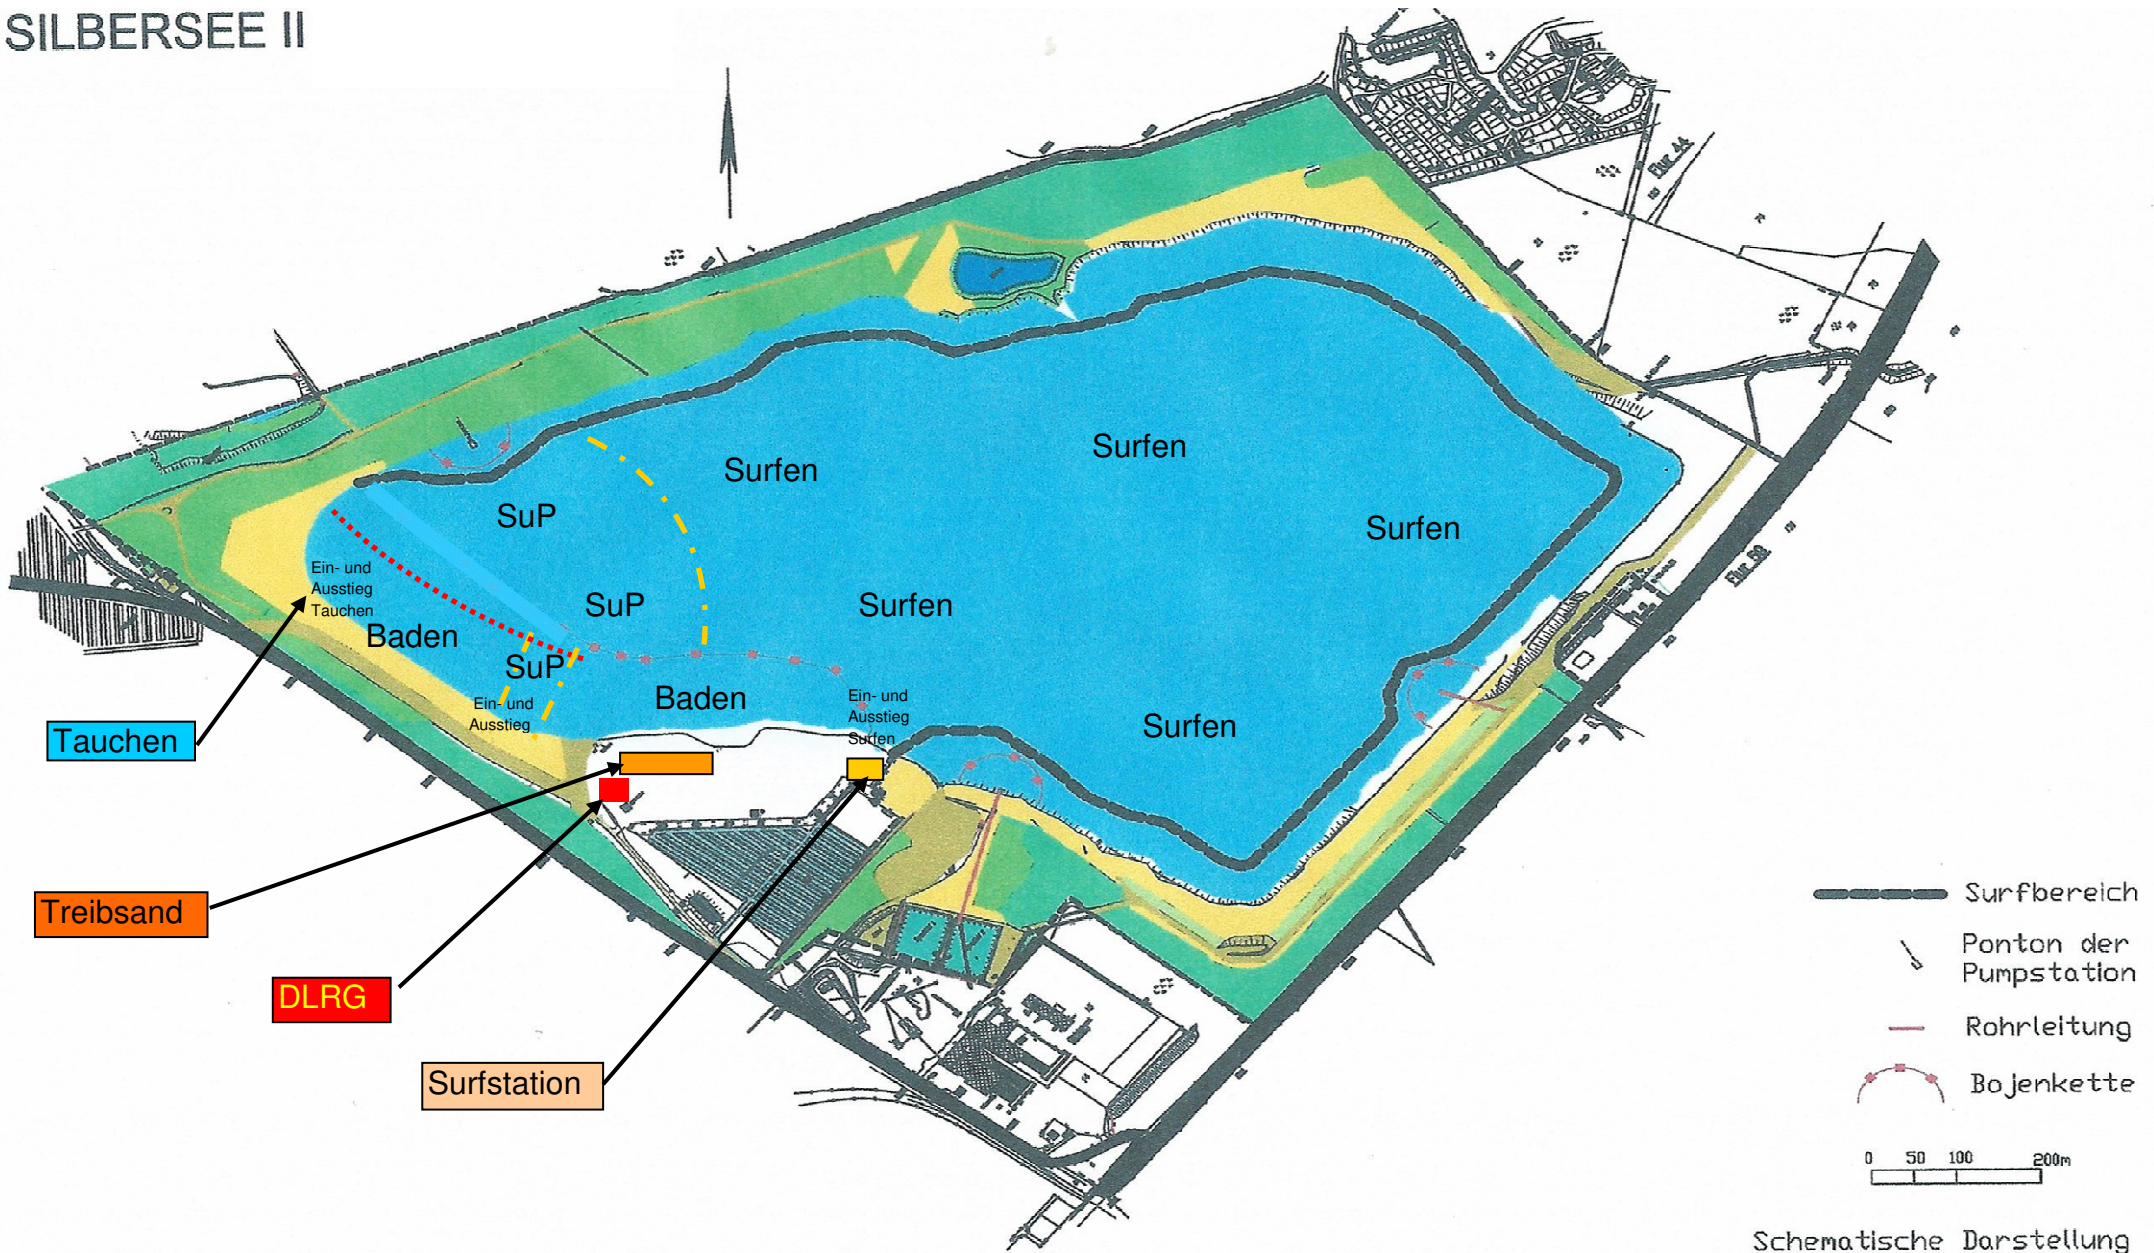 SILBERSEE II
Flur 44
Surfen
Surfen
SuP
Surfen
Ein- und
Ausstieg
Tauchen
SuP
Surfen
Baden
SuP
Baden
Ein- und
Ausstieg
Ein- und
Ausstieg
Surfen
Surfen
Tauchen
Treibsand
DLRG
Surfstation
Surfbereich
Ponton der
Pumpstation
Rohrleitung
Bojenkette
0 50 100 200m
Schematische Darstellung